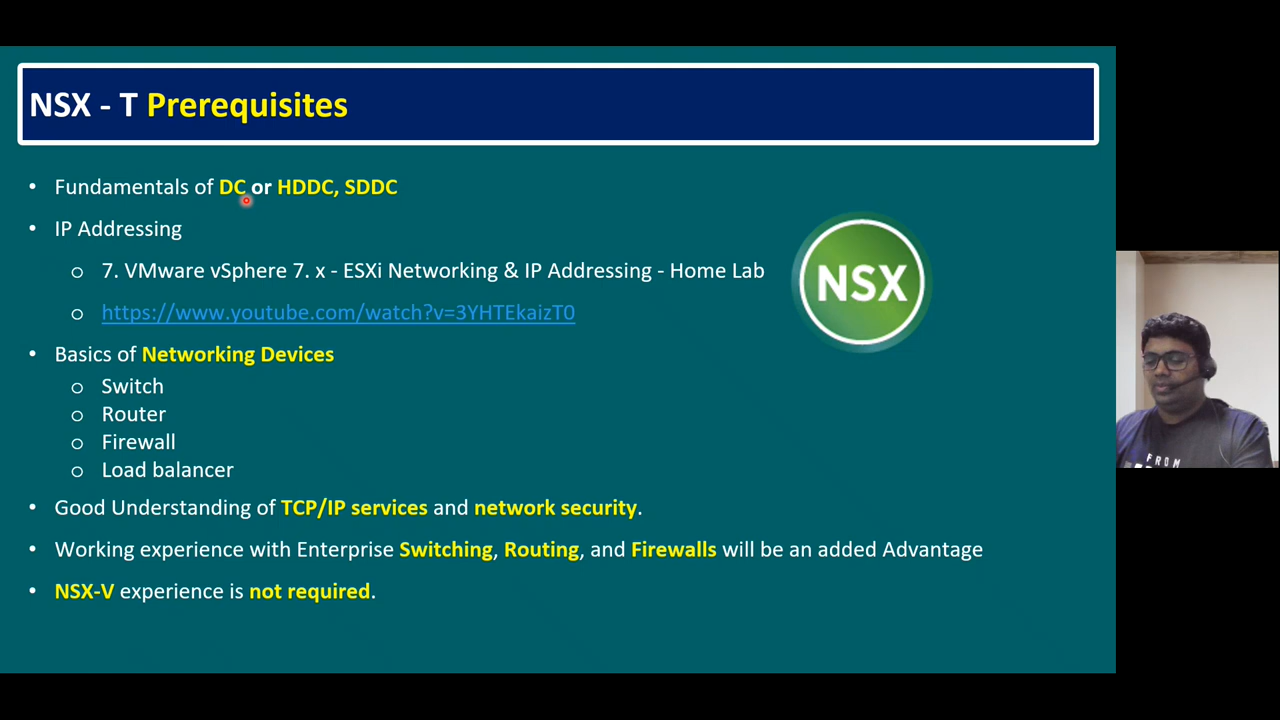 NSX - T Prerequisites
• Fundamentals of DC or HDDC, SDDC
• IP Addressing
o 7. VMware vSphere 7. x - ESXi Networking & IP Addressing - Home Lab
o https://www.youtube.com/watch?v=3YHTEkaizT0
NSX
• Basics of Networking Devices
o Switch
o Router
o Firewall
o Load balancer
• Good Understanding of TCP/IP services and network security.
• Working experience with Enterprise Switching, Routing, and Firewalls will be an added Advantage
• NSX-V experience is not required.
FROM